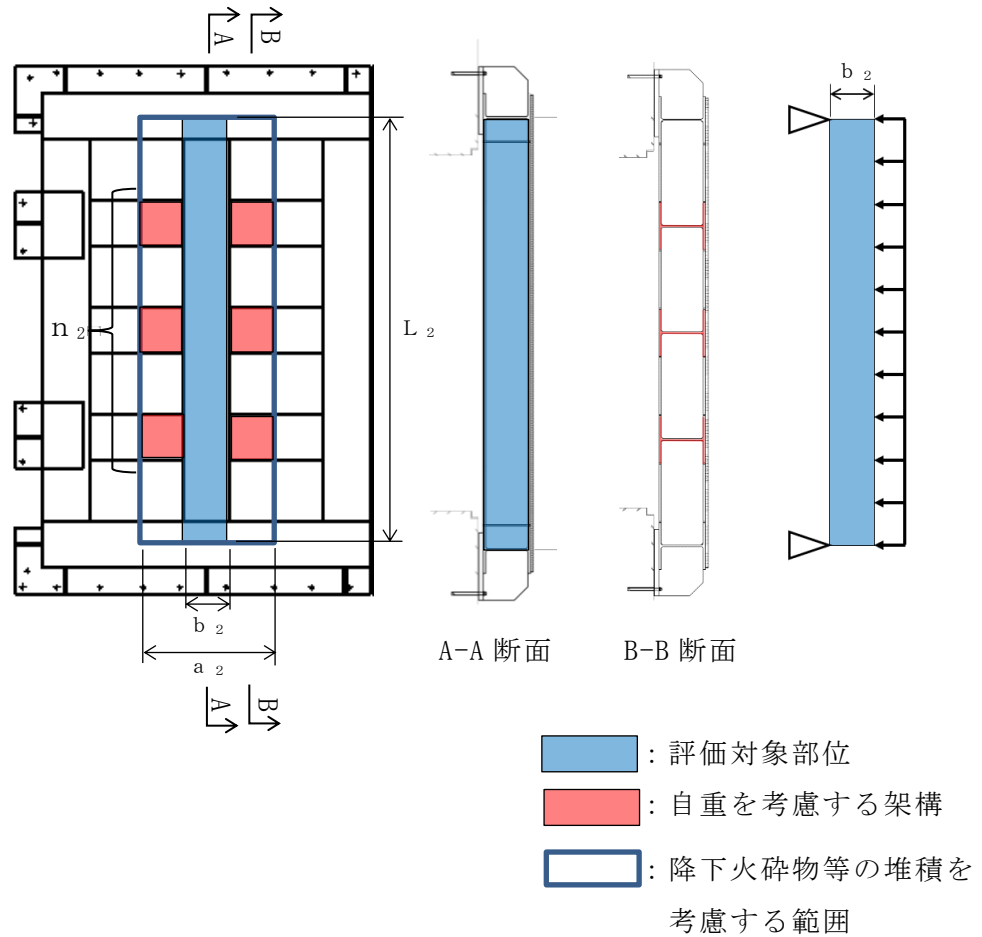 A B
b ₂
n ₂
L ₂
b ₂
a ₂
A B
A-A 断面
B-B 断面
：評価対象部位
：自重を考慮する架構
：降下火砕物等の堆積を
考慮する範囲